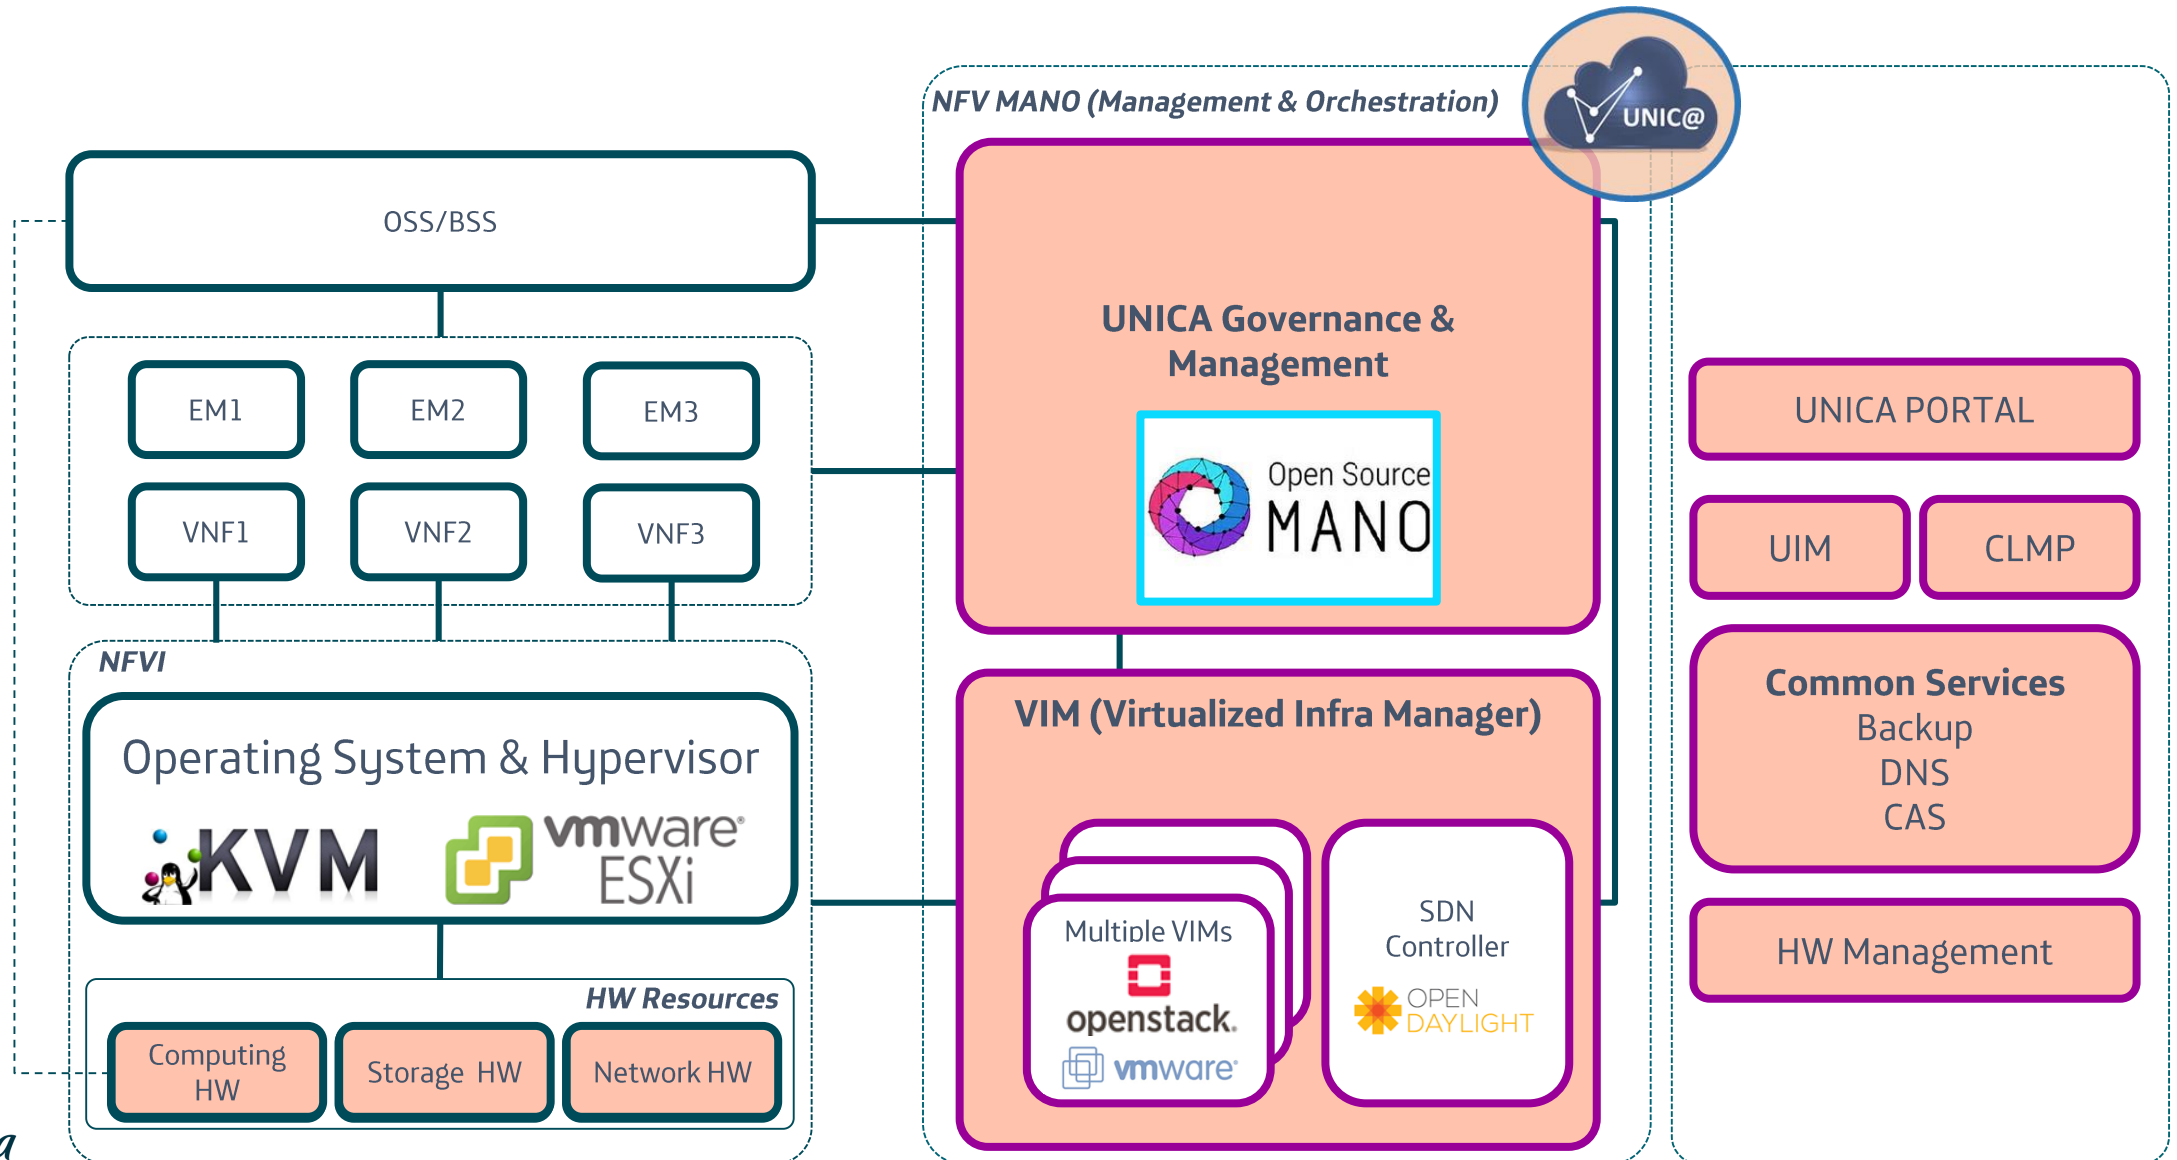 NFV MANO (Management & Orchestration)
UNIC@
OSS/BSS
EM1
EM2
EM3
VNF1
VNF2
VNF3
NFVI
Operating System & Hypervisor
KVM
vmware®
ESXi
HW Resources
Computing
HW
Storage HW
Network HW
UNICA Governance &
Management
Open Source
MANO
VIM (Virtualized Infra Manager)
Multiple VIMs
openstack.
vmware®
SDN
Controller
OPEN
DAYLIGHT
UNICA PORTAL
UIM
CLMP
Common Services
Backup
DNS
CAS
HW Management
a